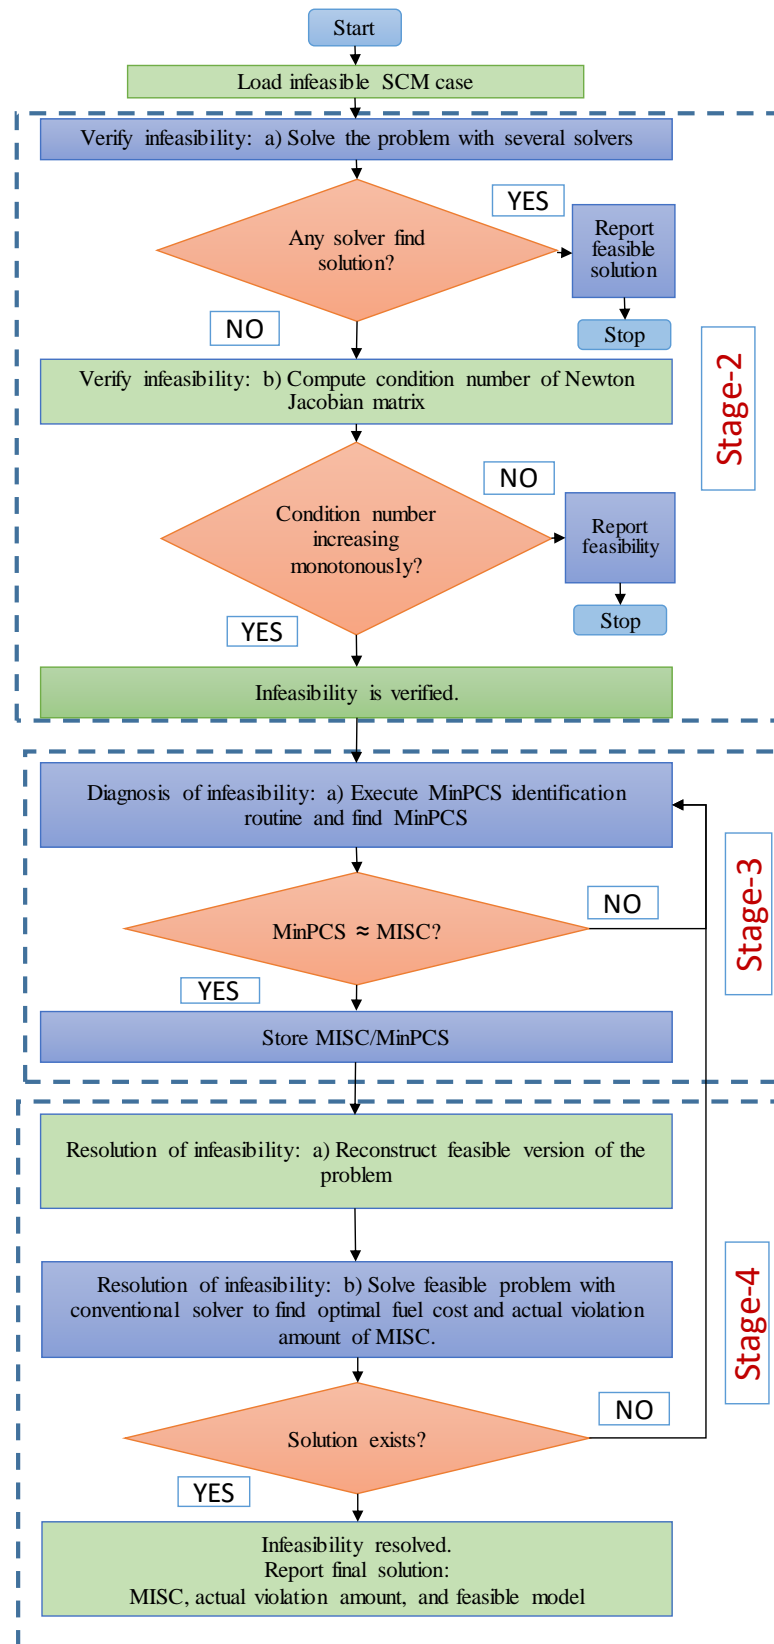 Start
Load infeasible SCM case
Verify infeasibility: a) Solve the problem with several solvers
YES
Any solver find
solution?
Report
feasible
solution
NO
Stop
Stage-2
Verify infeasibility: b) Compute condition number of Newton
Jacobian matrix
NO
Condition number
increasing
monotonously?
Report
feasibility
YES
Stop
Infeasibility is verified.
Diagnosis of infeasibility: a) Execute MinPCS identification
routine and find MinPCS
Stage-3
NO
MinPCS ≈ MISC?
YES
Store MISC/MinPCS
Resolution of infeasibility: a) Reconstruct feasible version of the
problem
Stage-4
Resolution of infeasibility: b) Solve feasible problem with
conventional solver to find optimal fuel cost and actual violation
amount of MISC.
NO
Solution exists?
YES
Infeasibility resolved.
Report final solution:
MISC, actual violation amount, and feasible model